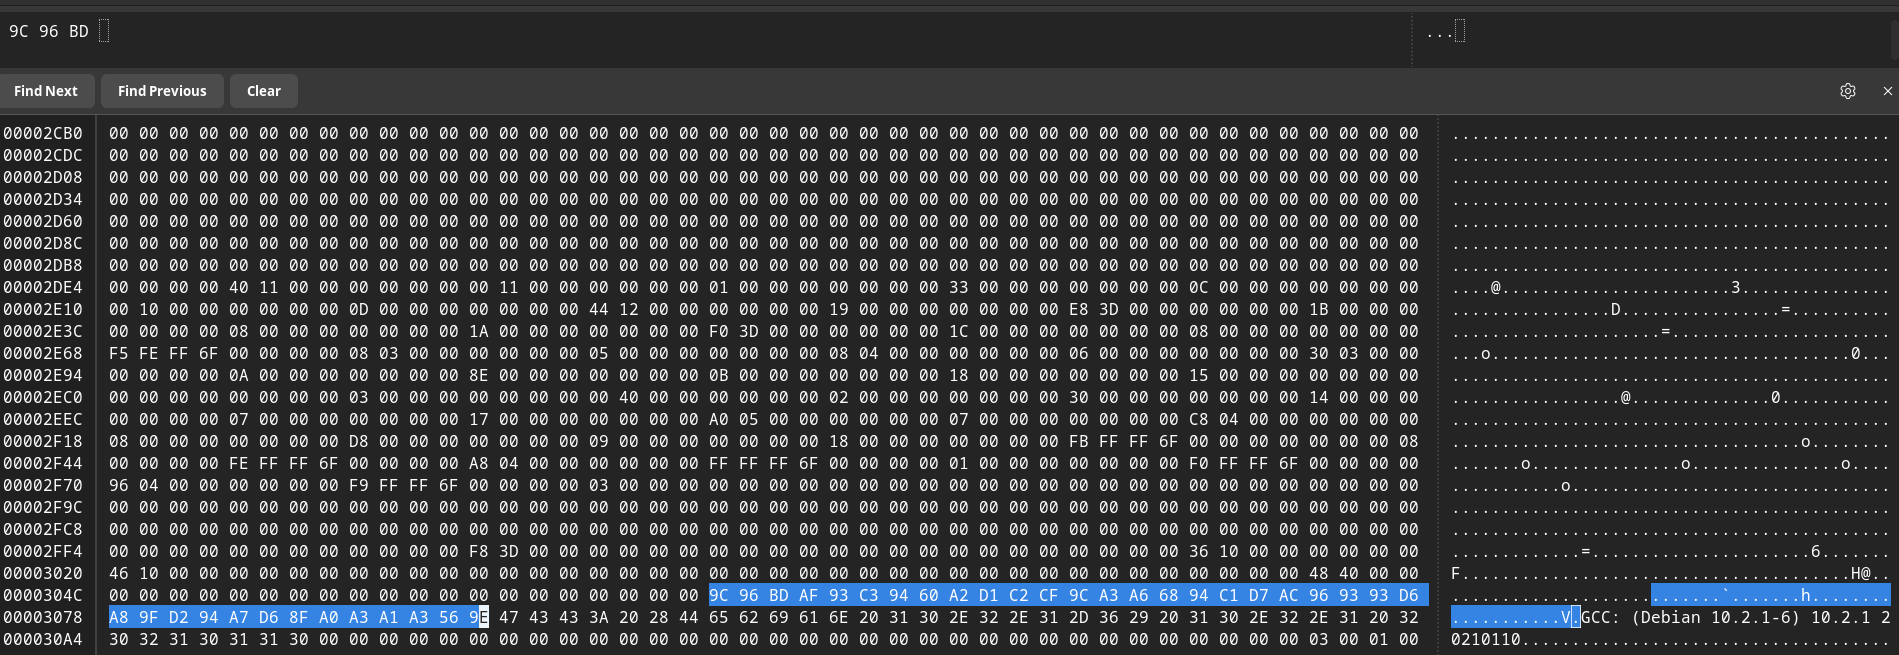 9C 96 BD ...
Find Next Find Previous Clear
00002CB0 00 00 00 00 00 00 00 00 00 00 00 00 00 00 00 00 00 00 00 00 00 00 00 00 00 00 00 00 00 00 00 00 00 00 00 00 00 00 00 00 00 00 00 00 ............................................
00002CDC 00 00 00 00 00 00 00 00 00 00 00 00 00 00 00 00 00 00 00 00 00 00 00 00 00 00 00 00 00 00 00 00 00 00 00 00 00 00 00 00 00 00 00 00 ............................................
00002D08 00 00 00 00 00 00 00 00 00 00 00 00 00 00 00 00 00 00 00 00 00 00 00 00 00 00 00 00 00 00 00 00 00 00 00 00 00 00 00 00 00 00 00 00 ............................................
00002D34 00 00 00 00 00 00 00 00 00 00 00 00 00 00 00 00 00 00 00 00 00 00 00 00 00 00 00 00 00 00 00 00 00 00 00 00 00 00 00 00 00 00 00 00 ............................................
00002D60 00 00 00 00 00 00 00 00 00 00 00 00 00 00 00 00 00 00 00 00 00 00 00 00 00 00 00 00 00 00 00 00 00 00 00 00 00 00 00 00 00 00 00 00 ............................................
00002D8C 00 00 00 00 00 00 00 00 00 00 00 00 00 00 00 00 00 00 00 00 00 00 00 00 00 00 00 00 00 00 00 00 00 00 00 00 00 00 00 00 00 00 00 00 ............................................
00002DB8 00 00 00 00 00 00 00 00 00 00 00 00 00 00 00 00 00 00 00 00 00 00 00 00 00 00 00 00 00 00 00 00 00 00 00 00 00 00 00 00 00 00 00 00 ............................................
00002DE4 00 00 00 00 40 11 00 00 00 00 00 00 00 11 00 00 00 00 00 00 01 00 00 00 00 00 00 00 33 00 00 00 00 00 00 00 0C 00 00 00 00 00 00 00 ....@.......................3...............
00002E10 00 10 00 00 00 00 00 00 0D 00 00 00 00 00 00 00 44 12 00 00 00 00 00 00 19 00 00 00 00 00 00 00 E8 3D 00 00 00 00 00 00 1B 00 00 00 ................D................=..........
00002E3C 00 00 00 00 08 00 00 00 00 00 00 00 1A 00 00 00 00 00 00 00 F0 3D 00 00 00 00 00 00 1C 00 00 00 00 00 00 00 08 00 00 00 00 00 00 00 .....................=......................
00002E68 F5 FE FF 6F 00 00 00 00 08 03 00 00 00 00 00 00 05 00 00 00 00 00 00 00 08 04 00 00 00 00 00 00 06 00 00 00 00 00 00 00 30 03 00 00 ...o....................................0...
00002E94 00 00 00 00 0A 00 00 00 00 00 00 00 8E 00 00 00 00 00 00 00 0B 00 00 00 00 00 00 00 18 00 00 00 00 00 00 00 15 00 00 00 00 00 00 00 ............................................
00002EC0 00 00 00 00 00 00 00 00 03 00 00 00 00 00 00 00 00 40 00 00 00 00 00 00 02 00 00 00 00 00 00 00 30 00 00 00 00 00 00 00 14 00 00 00 .................@..............0...........
00002EEC 00 00 00 00 07 00 00 00 00 00 00 00 17 00 00 00 00 00 00 00 A0 05 00 00 00 00 00 00 07 00 00 00 00 00 00 00 C8 04 00 00 00 00 00 00 ............................................
00002F18 08 00 00 00 00 00 00 00 D8 00 00 00 00 00 00 00 09 00 00 00 00 00 00 00 18 00 00 00 00 00 00 00 FB FF FF 6F 00 00 00 00 00 00 00 08 ...................................o........
00002F44 00 00 00 00 FE FF FF 6F 00 00 00 00 A8 04 00 00 00 00 00 00 FF FF FF 6F 00 00 00 00 01 00 00 00 00 00 00 00 F0 FF FF 6F 00 00 00 00 .......o...............o...............o....
00002F70 96 04 00 00 00 00 00 00 F9 FF FF 6F 00 00 00 00 03 00 00 00 00 00 00 00 00 00 00 00 00 00 00 00 00 00 00 00 00 00 00 00 00 00 00 00 ...........o................................
00002F9C 00 00 00 00 00 00 00 00 00 00 00 00 00 00 00 00 00 00 00 00 00 00 00 00 00 00 00 00 00 00 00 00 00 00 00 00 00 00 00 00 00 00 00 00 ............................................
00002FC8 00 00 00 00 00 00 00 00 00 00 00 00 00 00 00 00 00 00 00 00 00 00 00 00 00 00 00 00 00 00 00 00 00 00 00 00 00 00 00 00 00 00 00 00 ............................................
00002FF4 00 00 00 00 00 00 00 00 00 00 00 00 F8 3D 00 00 00 00 00 00 00 00 00 00 00 00 00 00 00 00 00 00 00 00 00 00 36 10 00 00 00 00 00 00 .............=......................6.......
00003020 46 10 00 00 00 00 00 00 00 00 00 00 00 00 00 00 00 00 00 00 00 00 00 00 00 00 00 00 00 00 00 00 00 00 00 00 00 00 00 00 48 40 00 00 F.......................................H@..
0000304C 00 00 00 00 00 00 00 00 00 00 00 00 00 00 00 00 00 00 00 00 9C 96 BD AF 93 C3 94 60 A2 D1 C2 CF 9C A3 A6 68 94 C1 D7 AC 96 93 93 D6 ...........................`.......h........
00003078 A8 9F D2 94 A7 D6 8F A0 A3 A1 A3 56 9E 47 43 43 3A 20 28 44 65 62 69 61 6E 20 31 30 2E 32 2E 31 2D 36 29 20 31 30 2E 32 2E 31 20 32 ...........V.GCC: (Debian 10.2.1-6) 10.2.1 2
000030A4 30 32 31 30 31 31 30 00 00 00 00 00 00 00 00 00 00 00 00 00 00 00 00 00 00 00 00 00 00 00 00 00 00 00 00 00 00 00 00 00 03 00 01 00 0210110.....................................